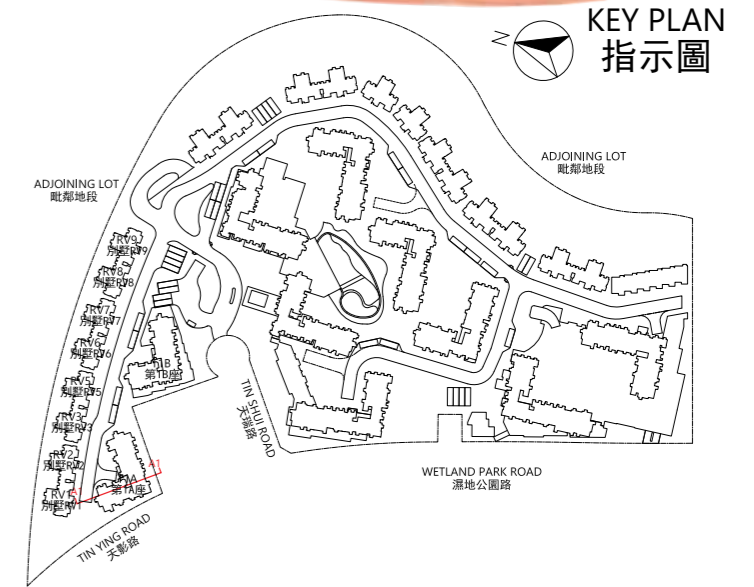 KEY PLAN
指示圖
N
ADJOINING LOT
毗鄰地段
ADJOINING LOT
毗鄰地段
RV9
別墅RV9
RV8
別墅RV8
RV7
別墅RV7
RV6
別墅RV6
RV5
別墅RV5
RV3
別墅RV3
RV2
別墅RV2
RV1
別墅RV1
第1B座
第1A座
A1
A1
TIN SHUI ROAD
天瑞路
TIN YING ROAD
天影路
WETLAND PARK ROAD
濕地公園路